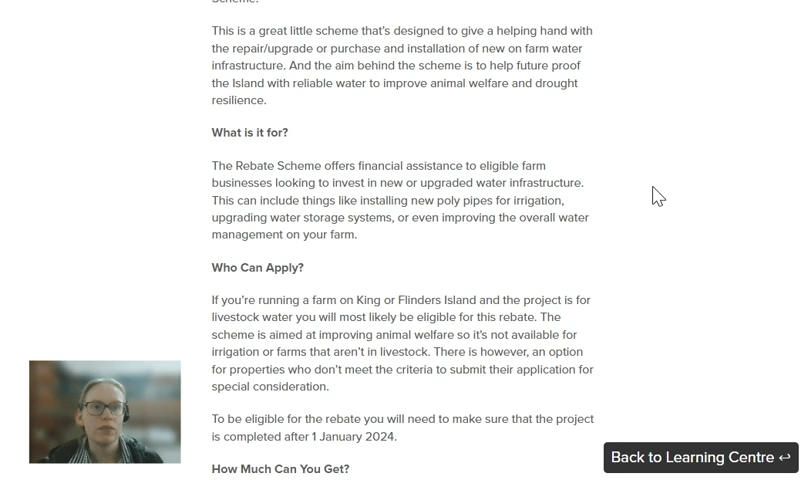 This is a great little scheme that's designed to give a helping hand with
the repair/upgrade or purchase and installation of new on farm water
infrastructure. And the aim behind the scheme is to help future proof
the Island with reliable water to improve animal welfare and drought
resilience.
What is it for?
The Rebate Scheme offers financial assistance to eligible farm
businesses looking to invest in new or upgraded water infrastructure.
This can include things like installing new poly pipes for irrigation,
upgrading water storage systems, or even improving the overall water
management on your farm.
Who Can Apply?
If you're running a farm on King or Flinders Island and the project is for
livestock water you will most likely be eligible for this rebate. The
scheme is aimed at improving animal welfare so it's not available for
irrigation or farms that aren't in livestock. There is however, an option
for properties who don't meet the criteria to submit their application for
special consideration.
To be eligible for the rebate you will need to make sure that the project
is completed after 1 January 2024.
How Much Can You Get?
Back to Learning Centre ↩